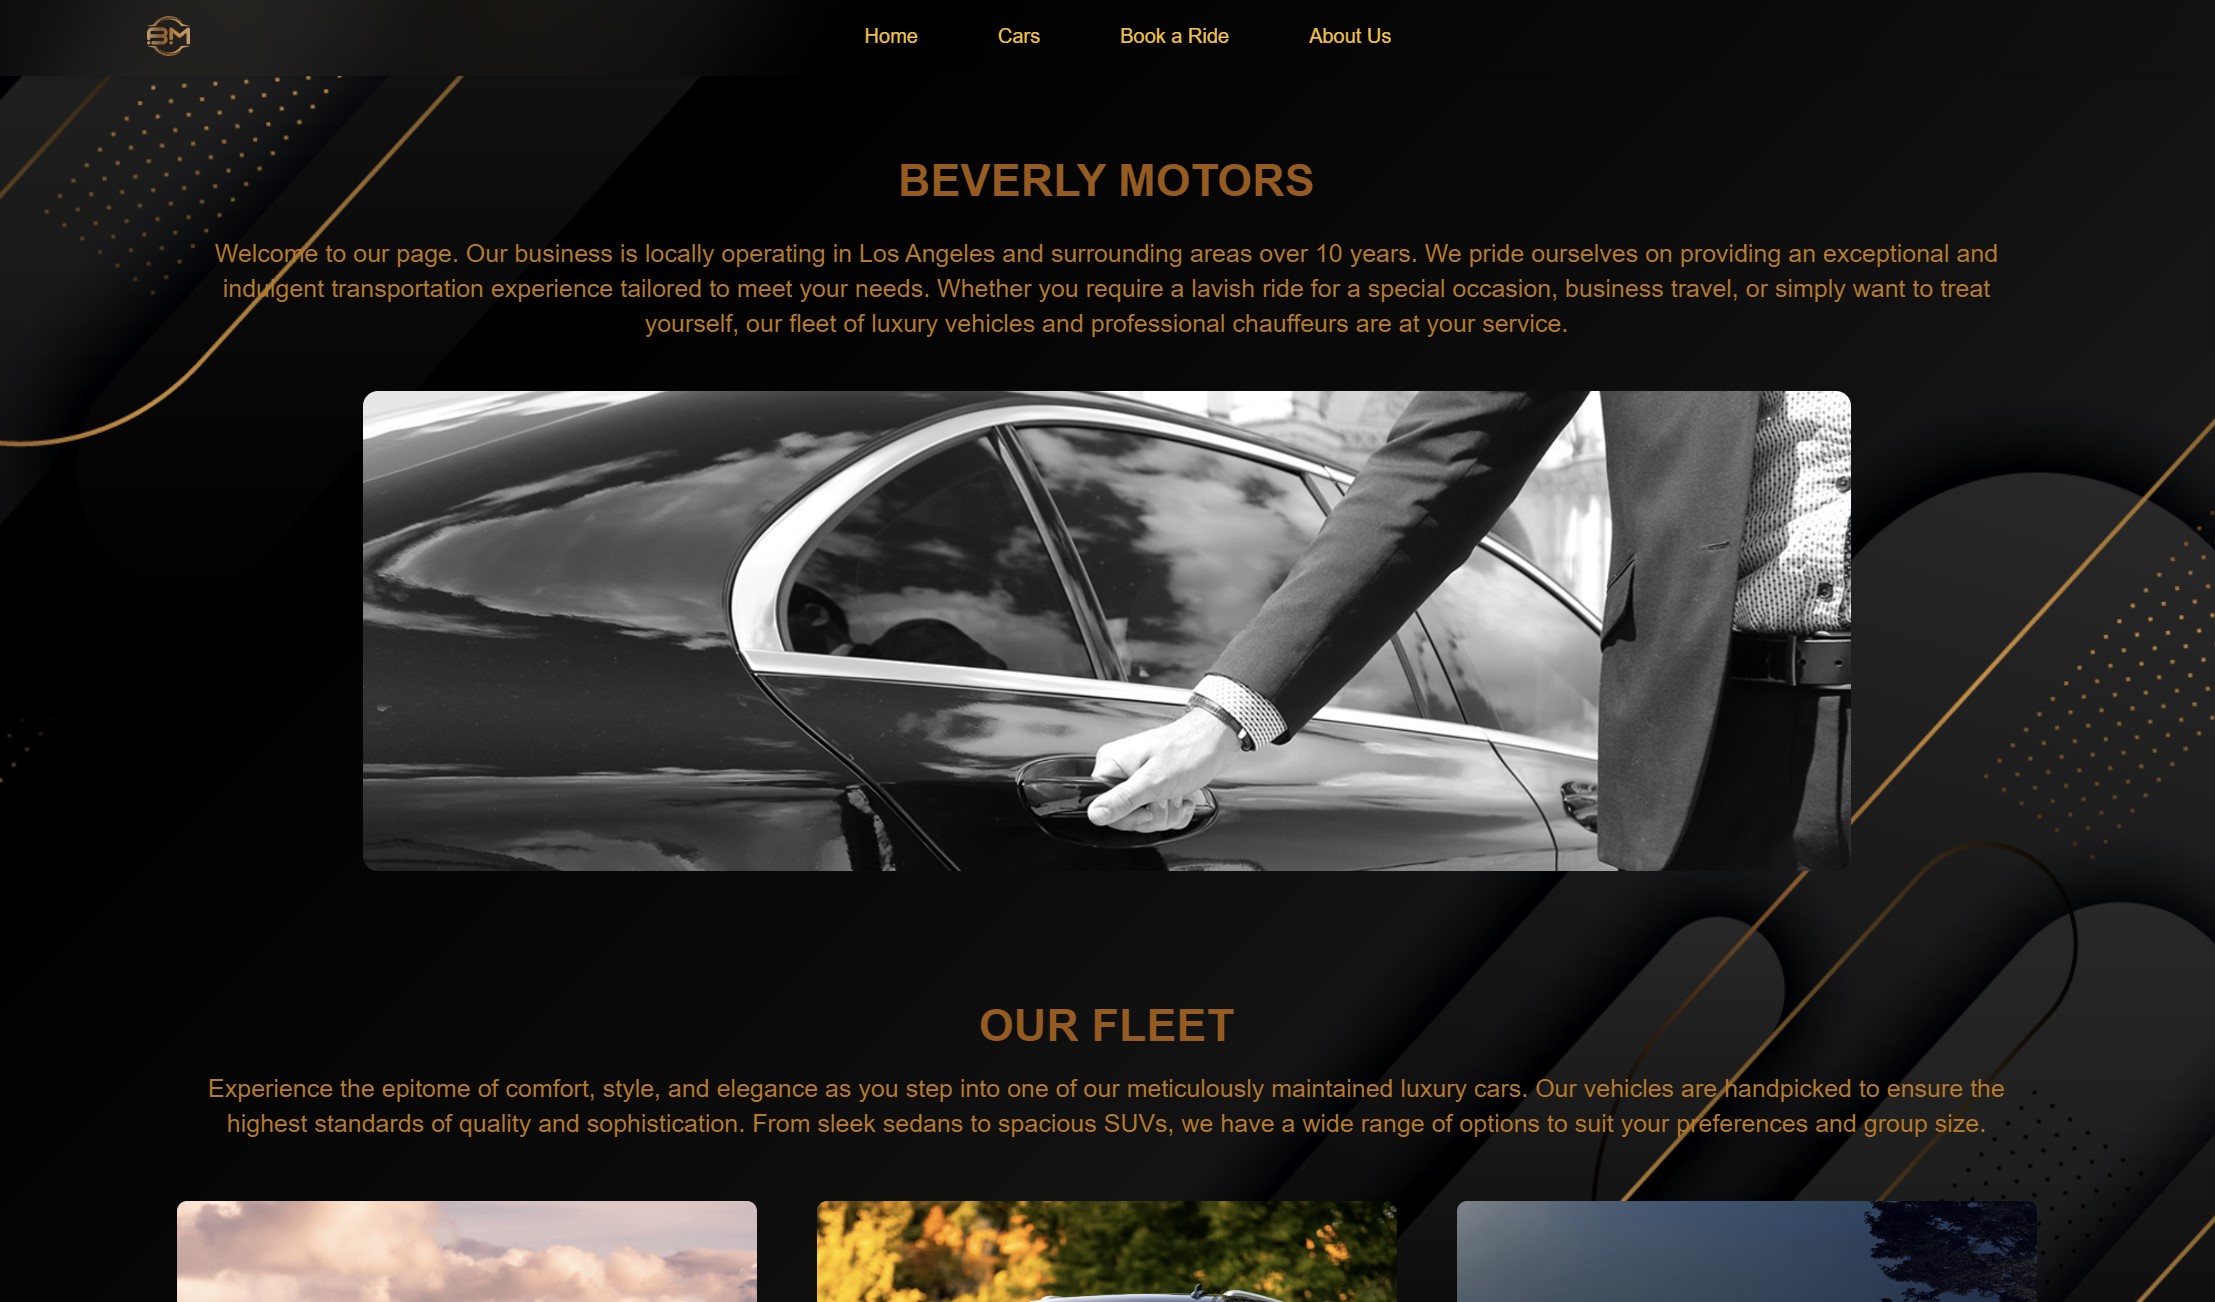 BM
Home Cars Book a Ride About Us
BEVERLY MOTORS
Welcome to our page. Our business is locally operating in Los Angeles and surrounding areas over 10 years. We pride ourselves on providing an exceptional and
indulgent transportation experience tailored to meet your needs. Whether you require a lavish ride for a special occasion, business travel, or simply want to treat
yourself, our fleet of luxury vehicles and professional chauffeurs are at your service.
OUR FLEET
Experience the epitome of comfort, style, and elegance as you step into one of our meticulously maintained luxury cars. Our vehicles are handpicked to ensure the
highest standards of quality and sophistication. From sleek sedans to spacious SUVs, we have a wide range of options to suit your preferences and group size.